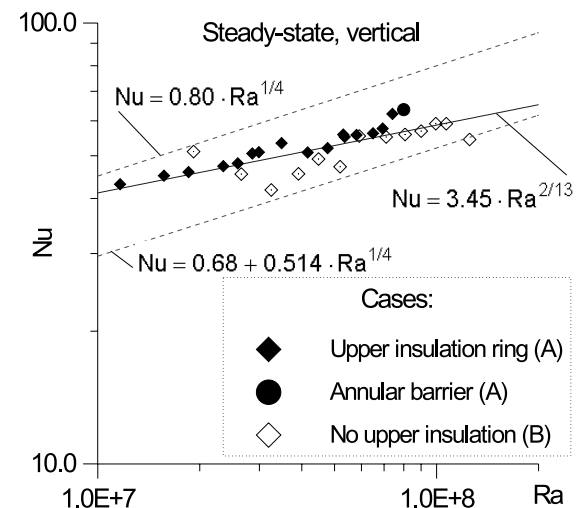 100.0
Steady-state, vertical
Nu = 0.80 · Ra^1/4
Nu
Nu = 3.45 · Ra^2/13
Nu = 0.68 + 0.514 · Ra^1/4
Cases:
Upper insulation ring (A)
Annular barrier (A)
No upper insulation (B)
10.0
1.0E+7
1.0E+8
Ra